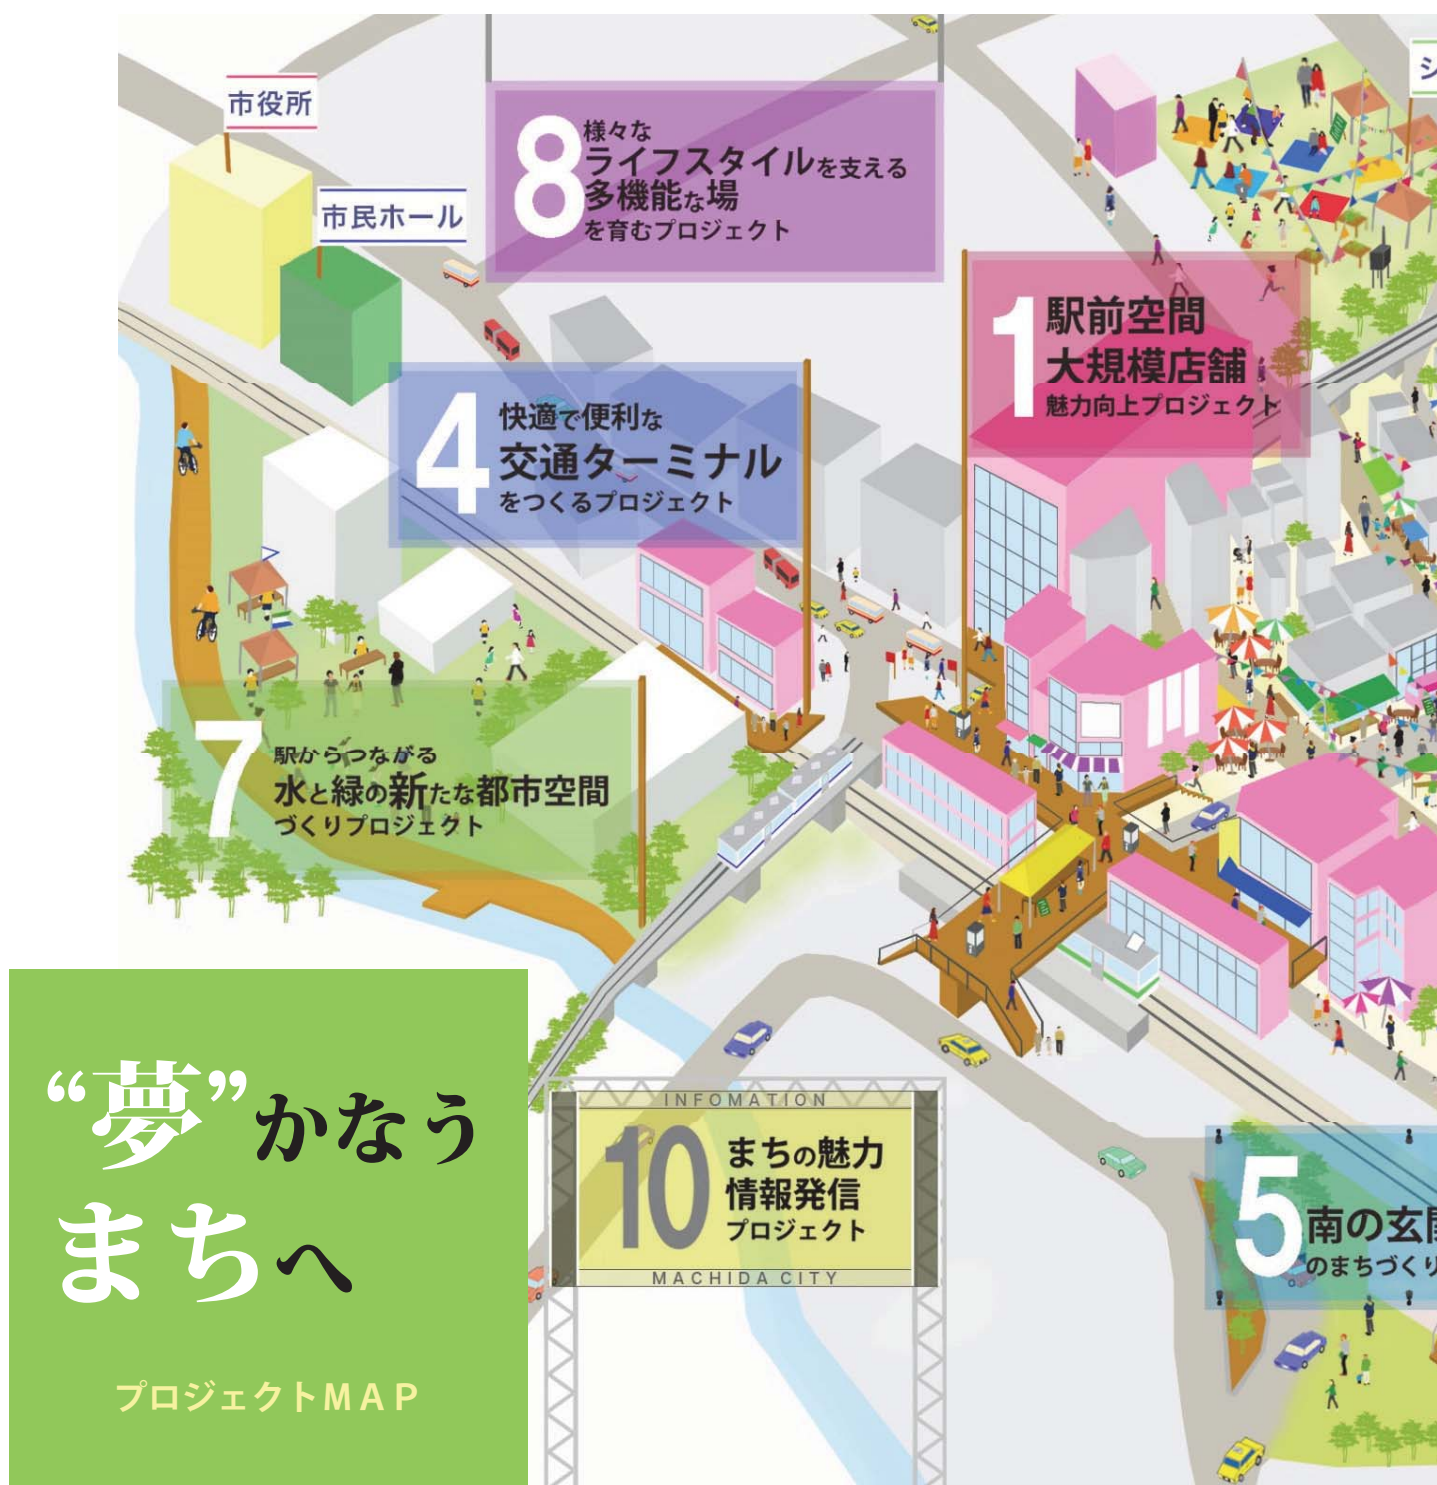 市役所
市民ホール
8
様々な
ライフスタイルを支える
多機能な場
を育むプロジェクト
シ
1
駅前空間
大規模店舗
魅力向上プロジェクト
4
快適で便利な
交通ターミナル
をつくるプロジェクト
7
駅からつながる
水と緑の新たな都市空間
づくりプロジェクト
“夢”かなう
まちへ
プロジェクトMAP
INFOMATION
10
まちの魅力
情報発信
プロジェクト
MACHIDA CITY
5
南の玄関
のまちづくり